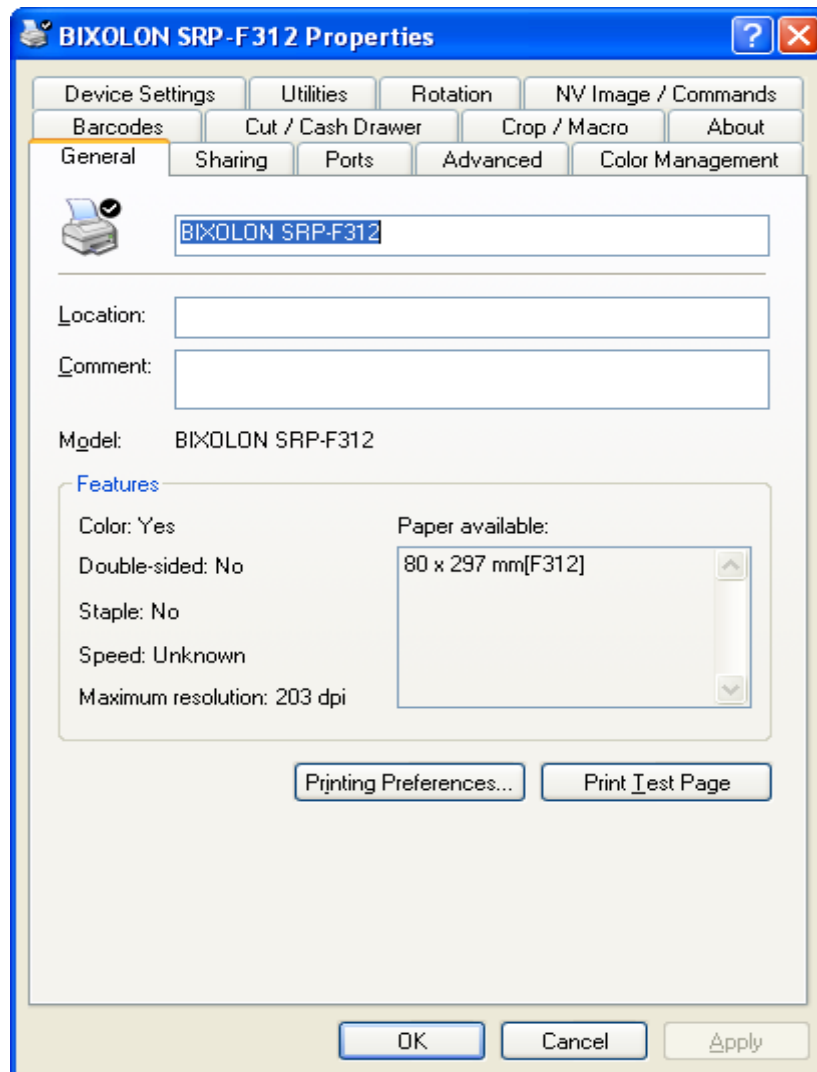 BIXOLON SRP-F312 Properties
Device Settings Utilities Rotation NV Image / Commands
Barcodes Cut / Cash Drawer Crop / Macro About
General Sharing Ports Advanced Color Management
BIXOLON SRP-F312
Location:
Comment:
Model: BIXOLON SRP-F312
Features
Color: Yes Paper available:
Double-sided: No 80 x 297 mm[F312]
Staple: No
Speed: Unknown
Maximum resolution: 203 dpi
Printing Preferences... Print Test Page
OK Cancel Apply